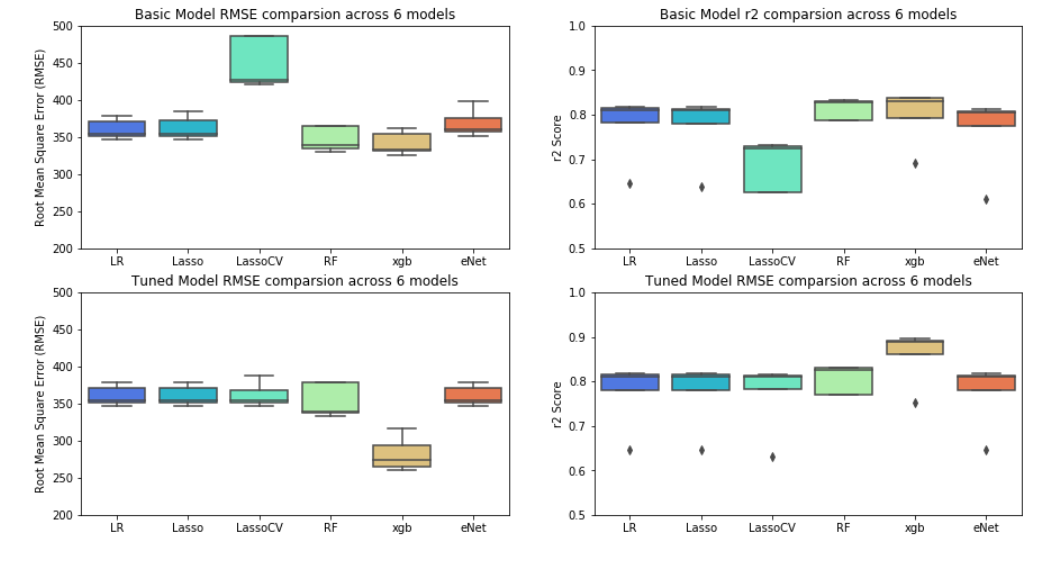 Basic Model RMSE comparsion across 6 models
Root Mean Square Error (RMSE)
500
450
400
350
300
250
200
LR Lasso LassoCV RF xgb eNet
Basic Model r2 comparsion across 6 models
r2 Score
1.0
0.9
0.8
0.7
0.6
0.5
LR Lasso LassoCV RF xgb eNet
Tuned Model RMSE comparsion across 6 models
Root Mean Square Error (RMSE)
500
450
400
350
300
250
200
LR Lasso LassoCV RF xgb eNet
Tuned Model RMSE comparsion across 6 models
r2 Score
1.0
0.9
0.8
0.7
0.6
0.5
LR Lasso LassoCV RF xgb eNet